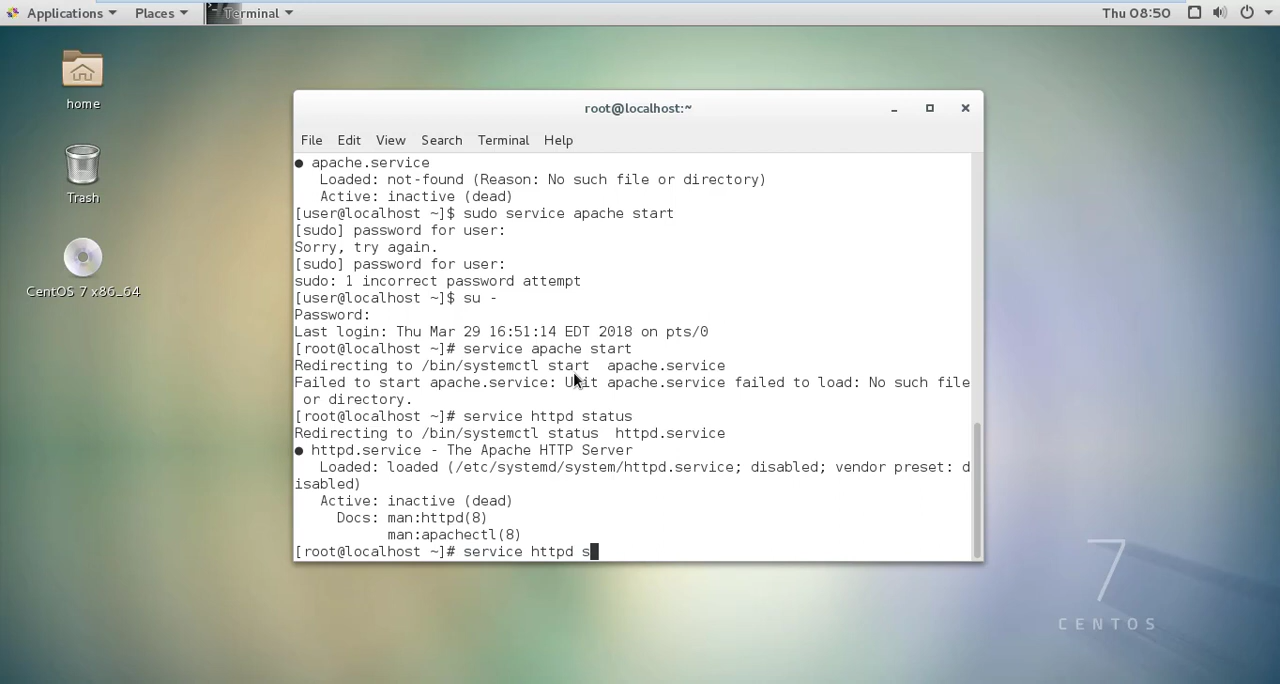 Applications Places Terminal Thu 08:50
home
Trash
CentOS 7 x86_64
root@localhost:~
File Edit View Search Terminal Help
● apache.service
   Loaded: not-found (Reason: No such file or directory)
   Active: inactive (dead)
[user@localhost ~]$ sudo service apache start
[sudo] password for user:
Sorry, try again.
[sudo] password for user:
sudo: 1 incorrect password attempt
[user@localhost ~]$ su -
Password:
Last login: Thu Mar 29 16:51:14 EDT 2018 on pts/0
[root@localhost ~]# service apache start
Redirecting to /bin/systemctl start  apache.service
Failed to start apache.service: Unit apache.service failed to load: No such file
 or directory.
[root@localhost ~]# service httpd status
Redirecting to /bin/systemctl status  httpd.service
● httpd.service - The Apache HTTP Server
   Loaded: loaded (/etc/systemd/system/httpd.service; disabled; vendor preset: d
isabled)
   Active: inactive (dead)
     Docs: man:httpd(8)
           man:apachectl(8)
[root@localhost ~]# service httpd s
7
CENTOS